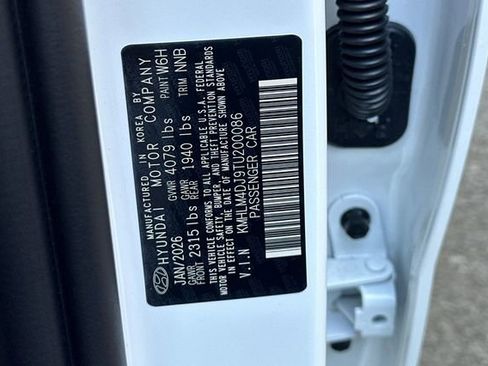 MANUFACTURED IN KOREA BY
HYUNDAI MOTOR COMPANY
JAN/2026 GVWR 4079 lbs PAINT W6H
GAWR FRONT 2315 lbs GAWR REAR 1940 lbs TRIM NNB
THIS VEHICLE CONFORMS TO ALL APPLICABLE U.S.A. FEDERAL
MOTOR VEHICLE SAFETY, BUMPER, AND THEFT PREVENTION STANDARDS
IN EFFECT ON THE DATE OF MANUFACTURE SHOWN ABOVE.
V.I.N KMHLM4DJ9TU200086
PASSENGER CAR